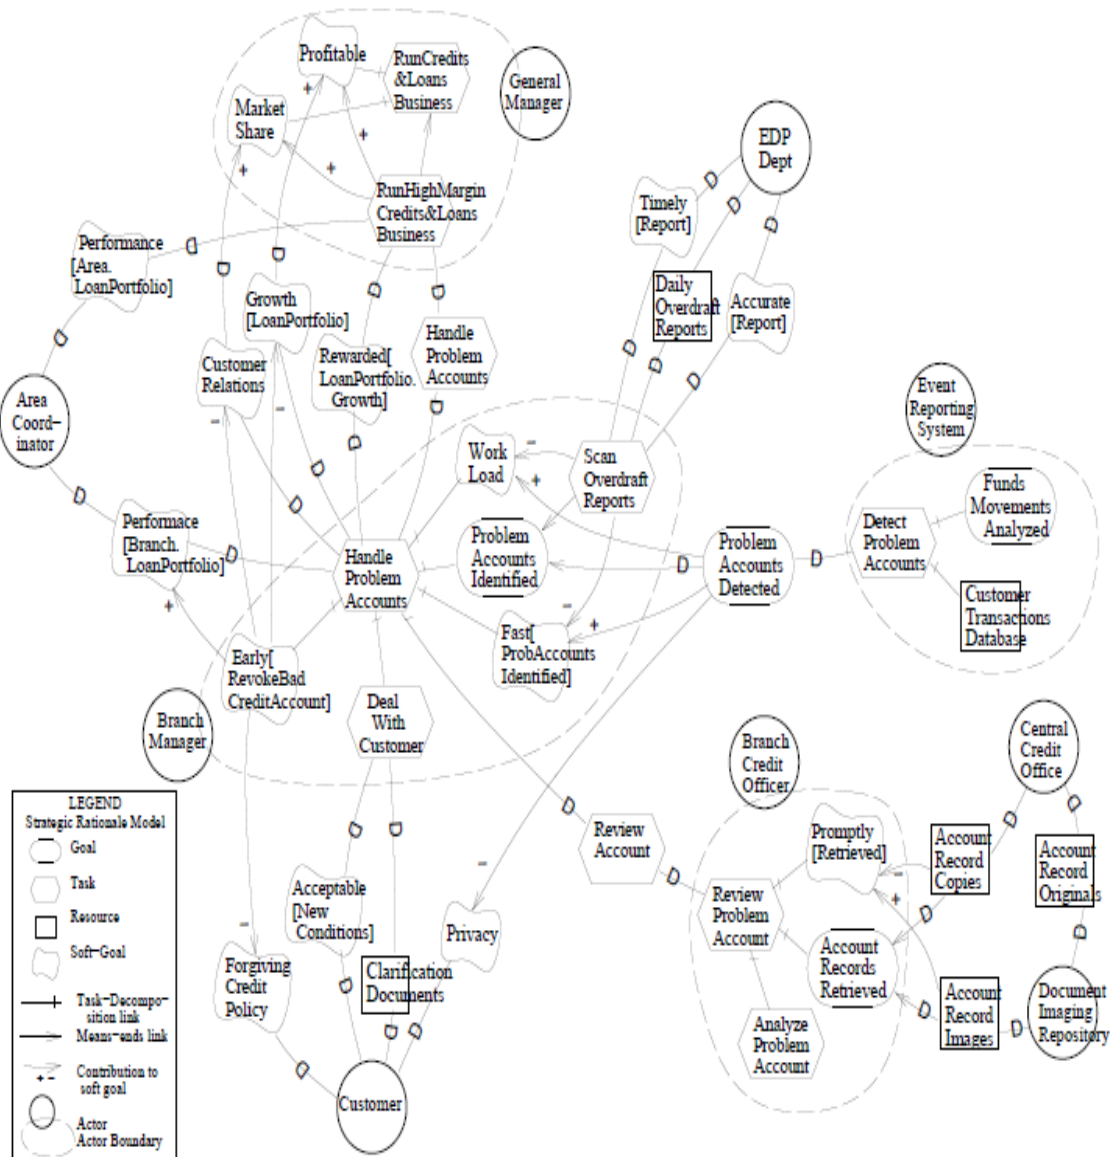 Profitable
RunCredits
&Loans
Business
General
Manager
Market
Share
EDP
Dept
RunHighMargin
Credits&Loans
Business
Timely
[Report]
Performance
[Area.
LoanPortfolio]
Growth
[LoanPortfolio]
Daily
Overdraft
Reports
Accurate
[Report]
Handle
Problem
Accounts
Customer
Relations
Rewarded[
LoanPortfolio.
Growth]
Area
Coord-
inator
Event
Reporting
System
Work
Load
Scan
Overdraft
Reports
Funds
Movements
Analyzed
Detect
Problem
Accounts
Performace
[Branch.
LoanPortfolio]
Handle
Problem
Accounts
Problem
Accounts
Identified
Problem
Accounts
Detected
Customer
Transactions
Database
Fast[
ProbAccounts
Identified]
Early[
RevokeBad
CreditAccount]
Branch
Manager
Deal
With
Customer
Branch
Credit
Officer
Central
Credit
Office
LEGEND
Strategic Rationale Model
Goal
Task
Resource
Soft-Goal
Task-Decompo-
sition link
Means-ends link
+ -
Contribution to
soft goal
Actor
Actor Boundary
Review
Account
Promptly
[Retrieved]
Account
Record
Copies
Account
Record
Originals
Acceptable
[New
Conditions]
Privacy
Review
Problem
Account
Account
Records
Retrieved
Forgiving
Credit
Policy
Clarification
Documents
Account
Record
Images
Document
Imaging
Repository
Analyze
Problem
Account
Customer